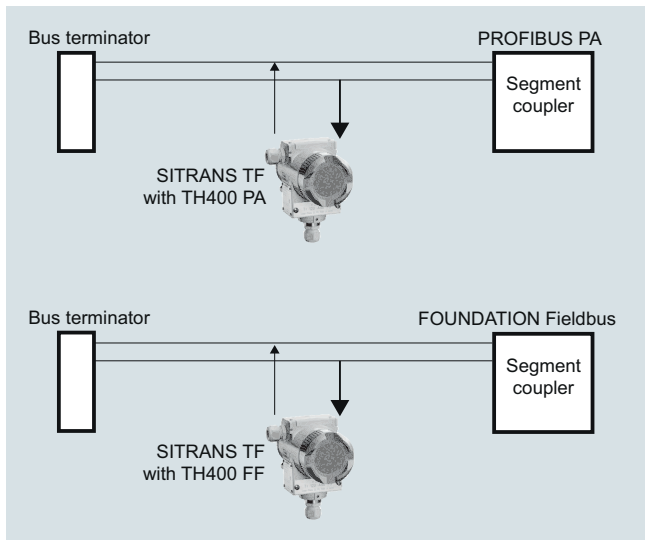 Bus terminator
PROFIBUS PA
Segment
coupler
SITRANS TF
with TH400 PA
Bus terminator
FOUNDATION Fieldbus
Segment
coupler
SITRANS TF
with TH400 FF